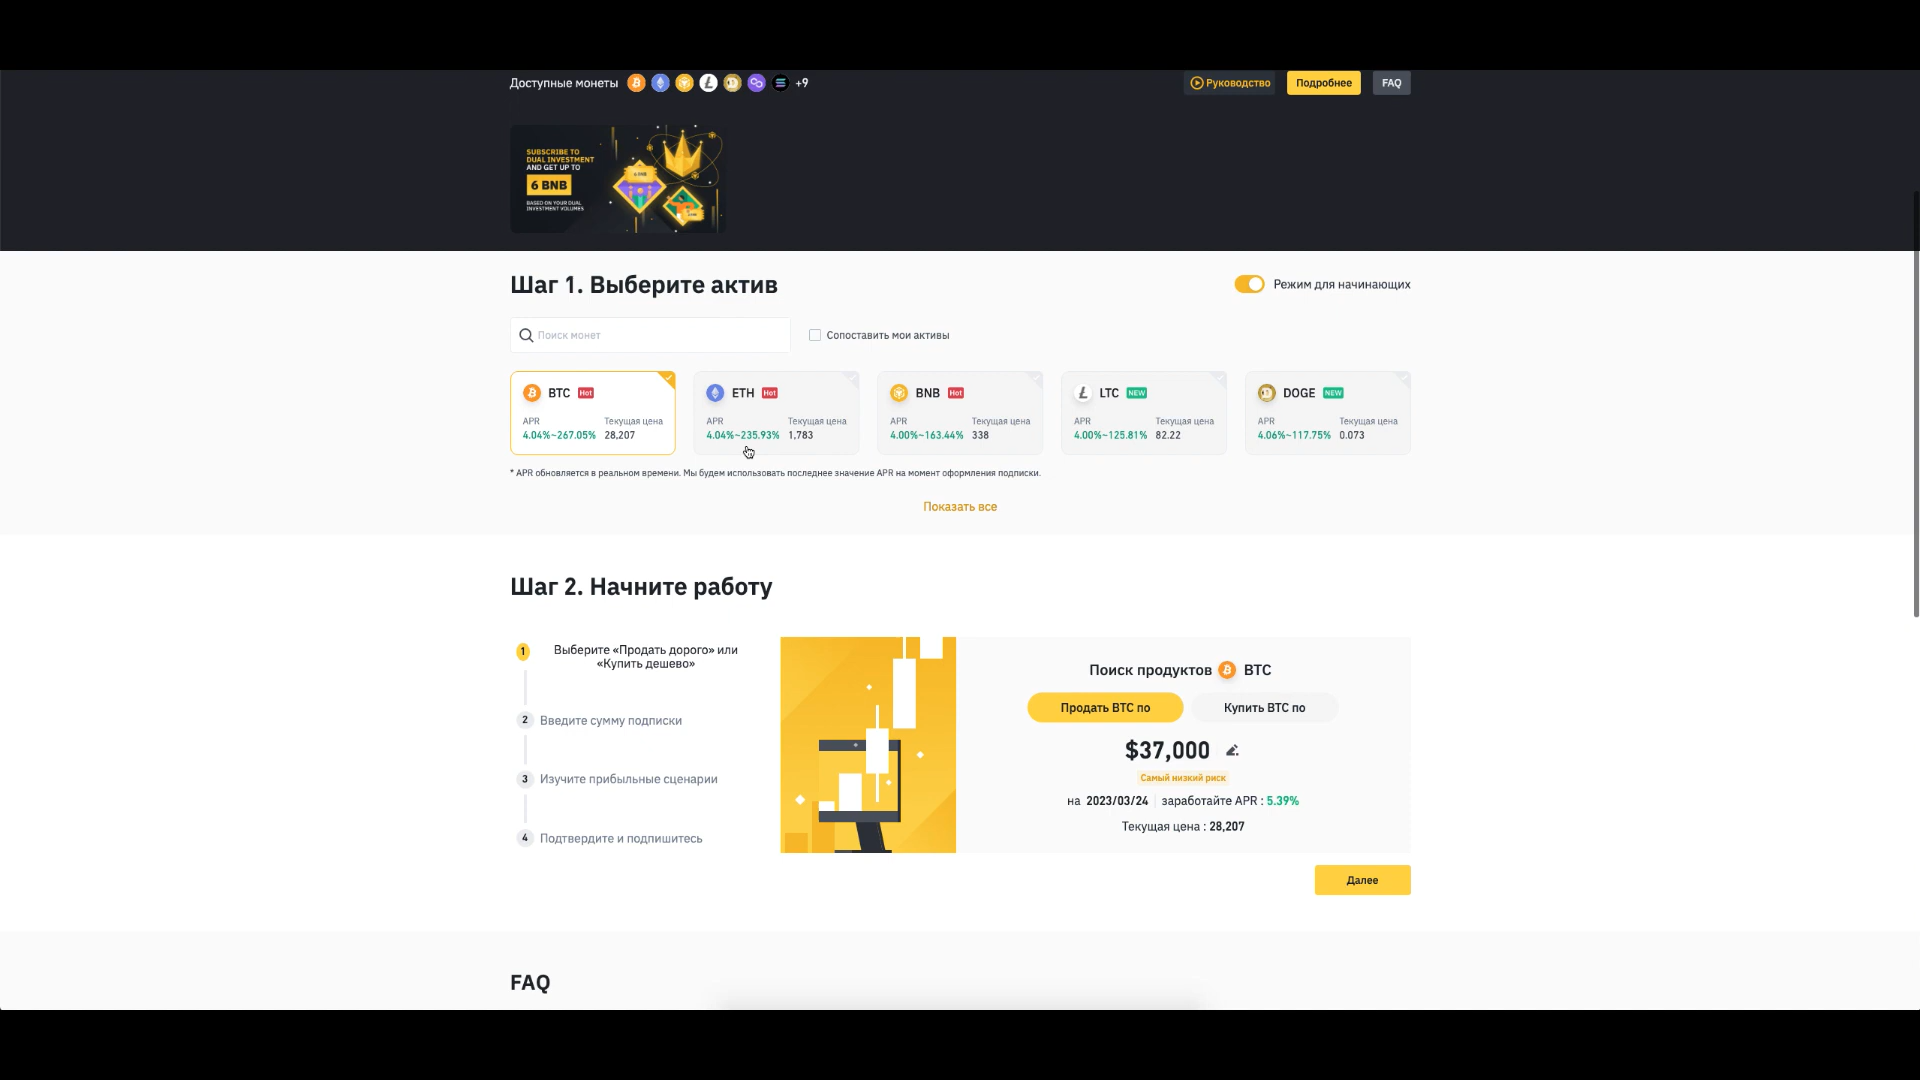 Доступные монеты +9 Руководство Подробнее FAQ
SUBSCRIBE TO
DUAL INVESTMENT
AND GET UP TO
6 BNB
BASED ON YOUR DUAL
INVESTMENT VOLUMES
Шаг 1. Выберите актив
Режим для начинающих
Поиск монет
Сопоставить мои активы
BTC Hot
APR Текущая цена
4.04%~267.05% 28,207
ETH Hot
APR Текущая цена
4.04%~235.93% 1,783
BNB Hot
APR Текущая цена
4.00%~163.44% 338
LTC NEW
APR Текущая цена
4.00%~125.81% 82.22
DOGE NEW
APR Текущая цена
4.06%~117.75% 0.073
* APR обновляется в реальном времени. Мы будем использовать последнее значение APR на момент оформления подписки.
Показать все
Шаг 2. Начните работу
1 Выберите «Продать дорого» или
«Купить дешево»
2 Введите сумму подписки
3 Изучите прибыльные сценарии
4 Подтвердите и подпишитесь
Поиск продуктов BTC
Продать BTC по Купить BTC по
$37,000
Самый низкий риск
на 2023/03/24 заработайте APR : 5.39%
Текущая цена : 28,207
Далее
FAQ